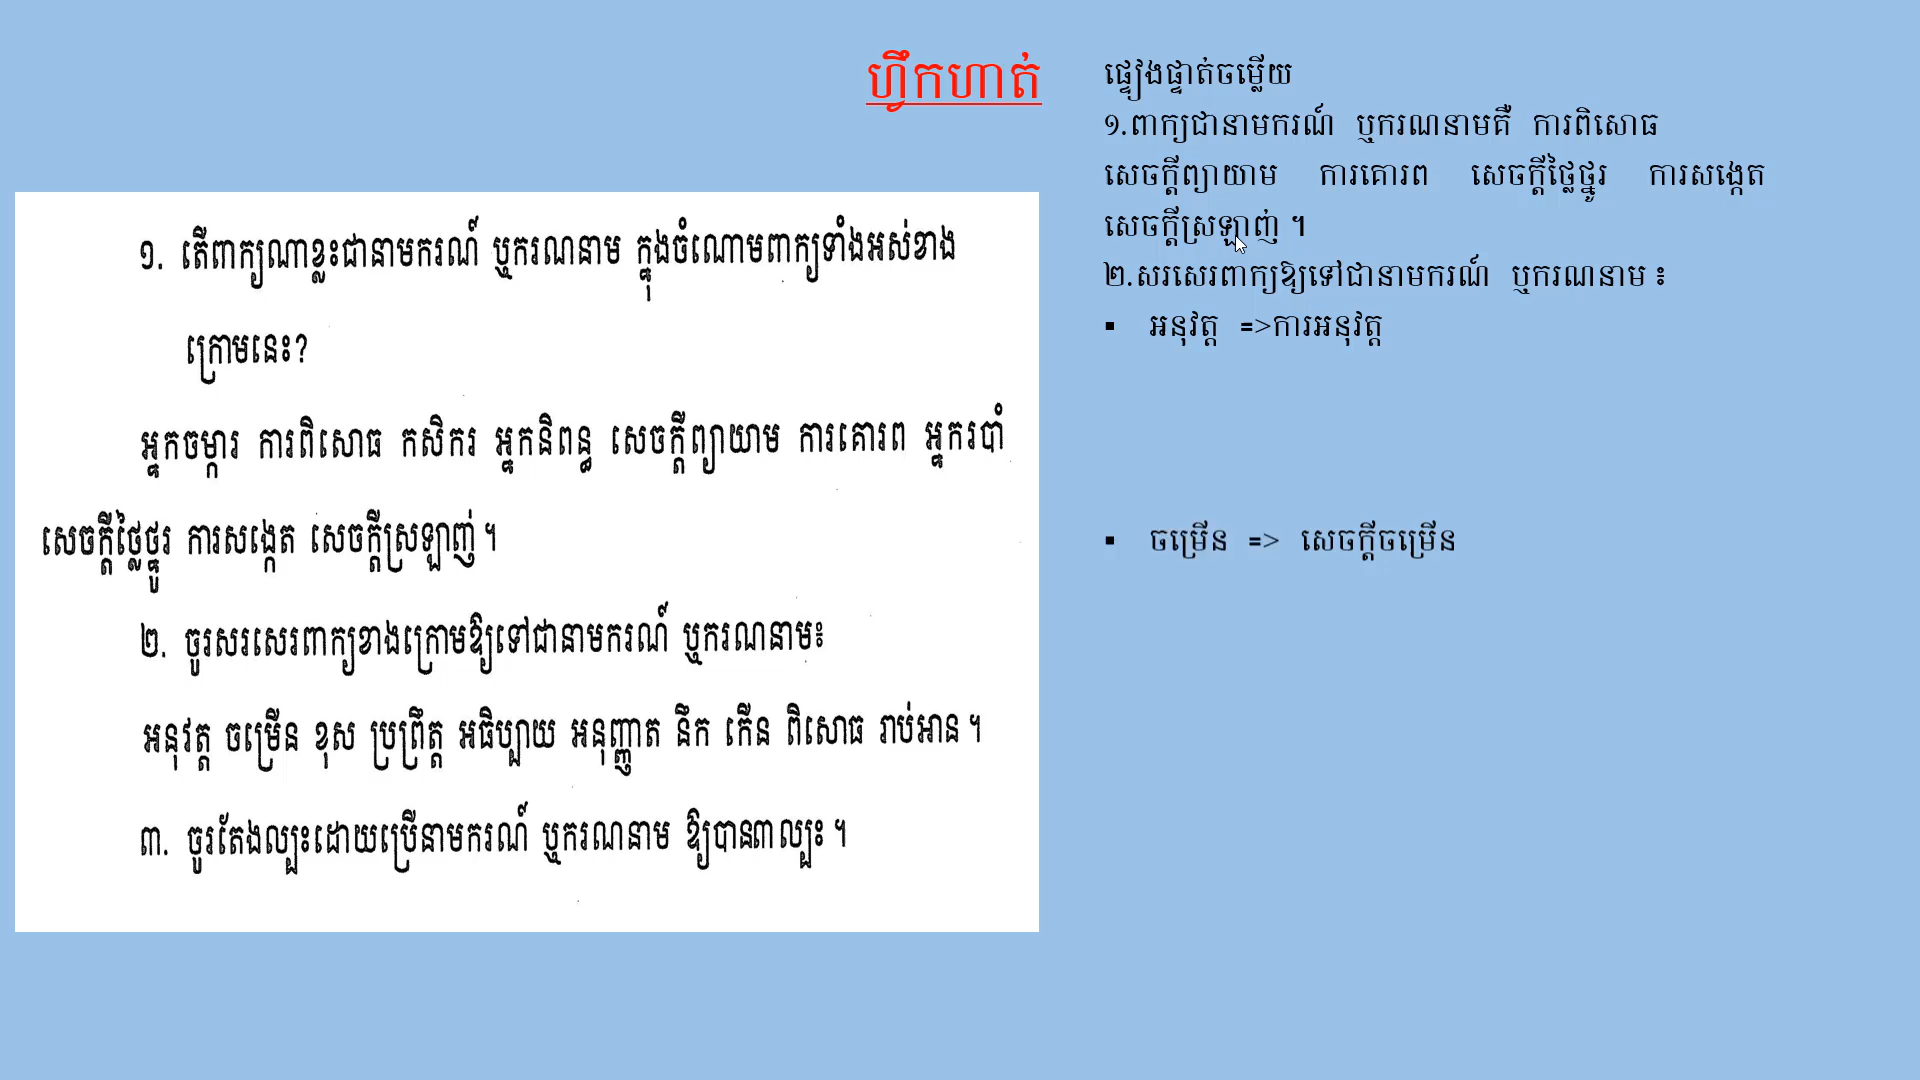 ហ្វឹកហាត់
១. តើពាក្យណាខ្លះជានាមករណ៍ ឬករណនាម ក្នុងចំណោមពាក្យទាំងអស់ខាង
ក្រោមនេះ?
អ្នកចម្ការ ការពិសោធ កសិករ អ្នកនិពន្ធ សេចក្ដីព្យាយាម ការគោរព អ្នករបាំ
សេចក្ដីថ្លៃថ្នូរ ការសង្កេត សេចក្ដីស្រឡាញ់ ។
២. ចូរសរសេរពាក្យខាងក្រោមឱ្យទៅជានាមករណ៍ ឬករណនាម៖
អនុវត្ត ចម្រើន ខុស ប្រព្រឹត្ត អធិប្បាយ អនុញ្ញាត នឹក កើន ពិសោធ រាប់អាន ។
៣. ចូរតែងល្បះដោយប្រើនាមករណ៍ ឬករណនាម ឱ្យបាន៣ល្បះ ។
ផ្ទៀងផ្ទាត់ចម្លើយ
១.ពាក្យជានាមករណ៍ ឬករណនាមគឺ ការពិសោធ
សេចក្ដីព្យាយាម ការគោរព សេចក្ដីថ្លៃថ្នូរ ការសង្កេត
សេចក្ដីស្រឡាញ់ ។
២.សរសេរពាក្យឱ្យទៅជានាមករណ៍ ឬករណនាម ៖
▪ អនុវត្ត =>ការអនុវត្ត
▪ ចម្រើន => សេចក្ដីចម្រើន